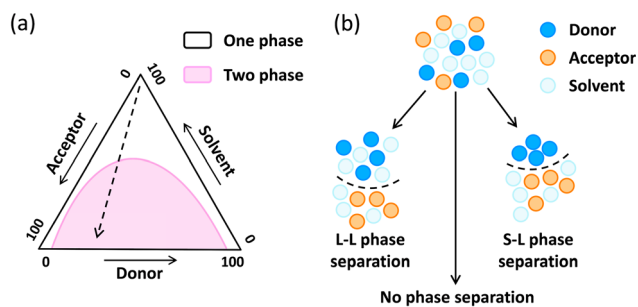 (a)
One phase
Two phase
0
100
Acceptor
Solvent
100
0
0
100
Donor
(b)
Donor
Acceptor
Solvent
L-L phase
separation
S-L phase
separation
No phase separation